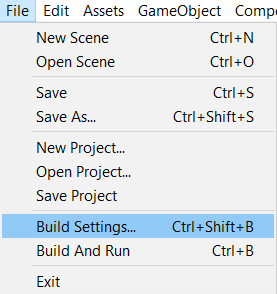 File Edit Assets GameObject Compo
New Scene Ctrl+N
Open Scene Ctrl+O
Save Ctrl+S
Save As... Ctrl+Shift+S
New Project...
Open Project...
Save Project
Build Settings... Ctrl+Shift+B
Build And Run Ctrl+B
Exit